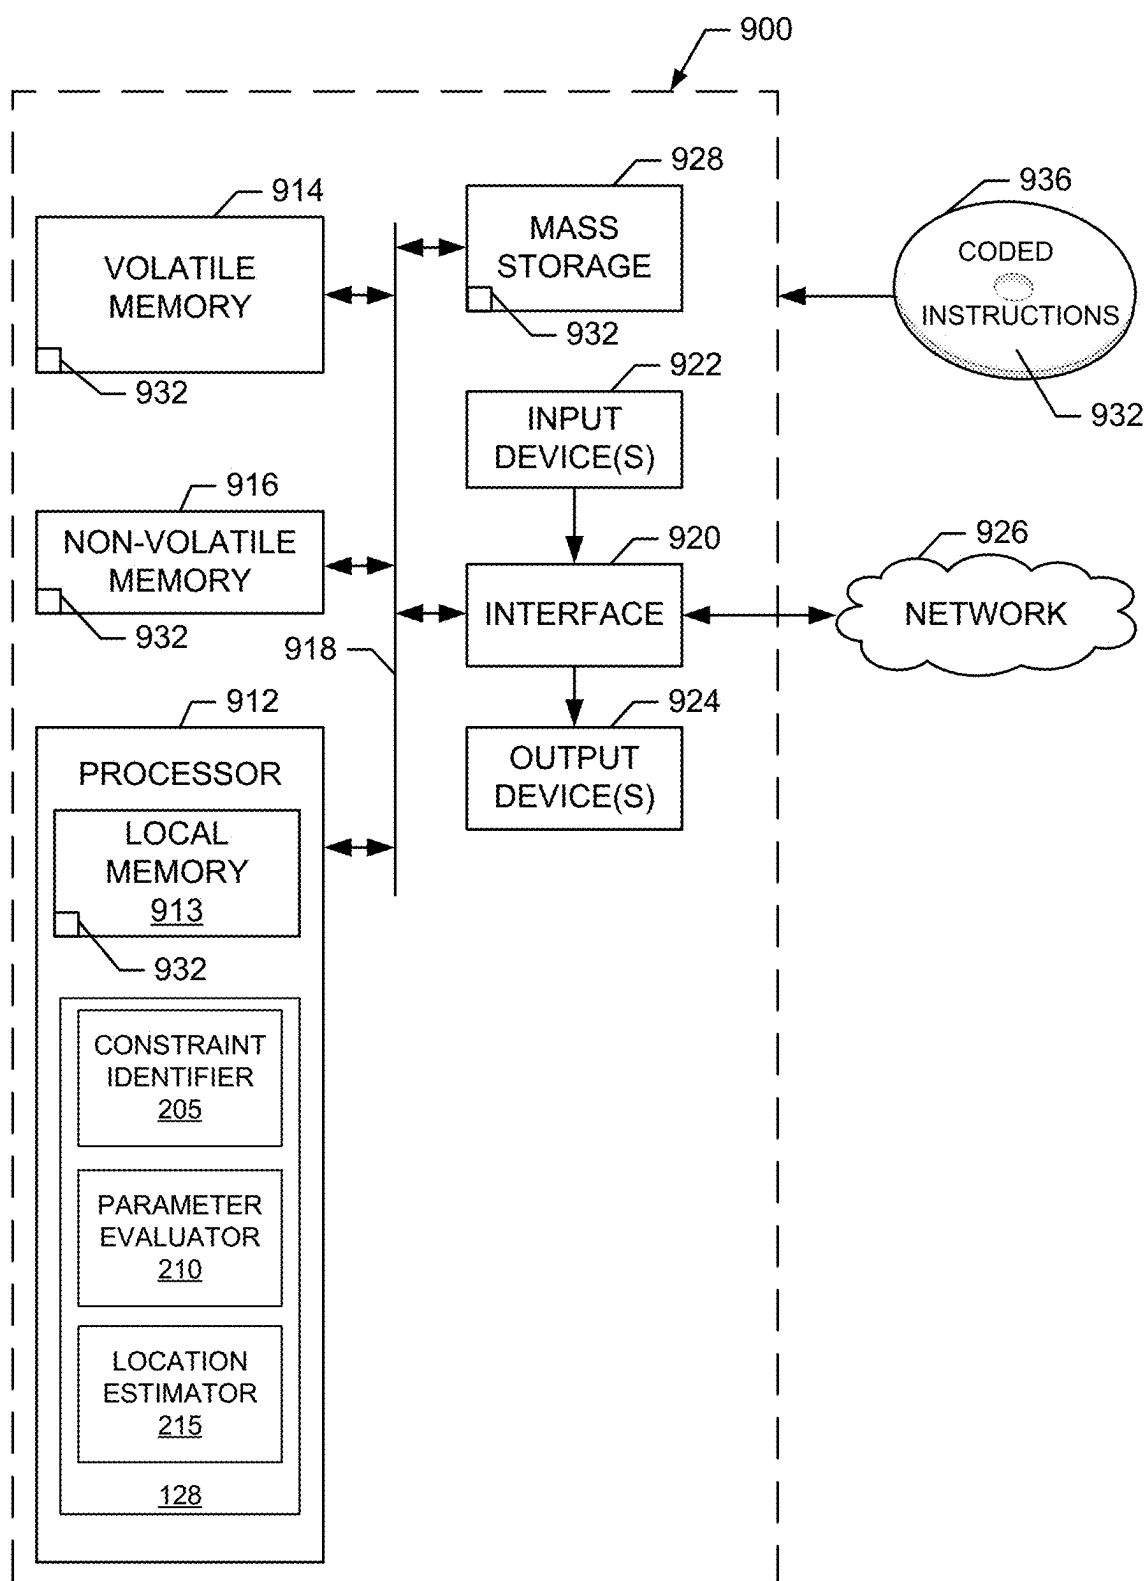 900
914
VOLATILE
MEMORY
932
928
MASS
STORAGE
932
936
CODED
INSTRUCTIONS
932
922
INPUT
DEVICE(S)
916
NON-VOLATILE
MEMORY
932
920
INTERFACE
926
NETWORK
918
924
OUTPUT
DEVICE(S)
912
PROCESSOR
LOCAL
MEMORY
913
932
CONSTRAINT
IDENTIFIER
205
PARAMETER
EVALUATOR
210
LOCATION
ESTIMATOR
215
128